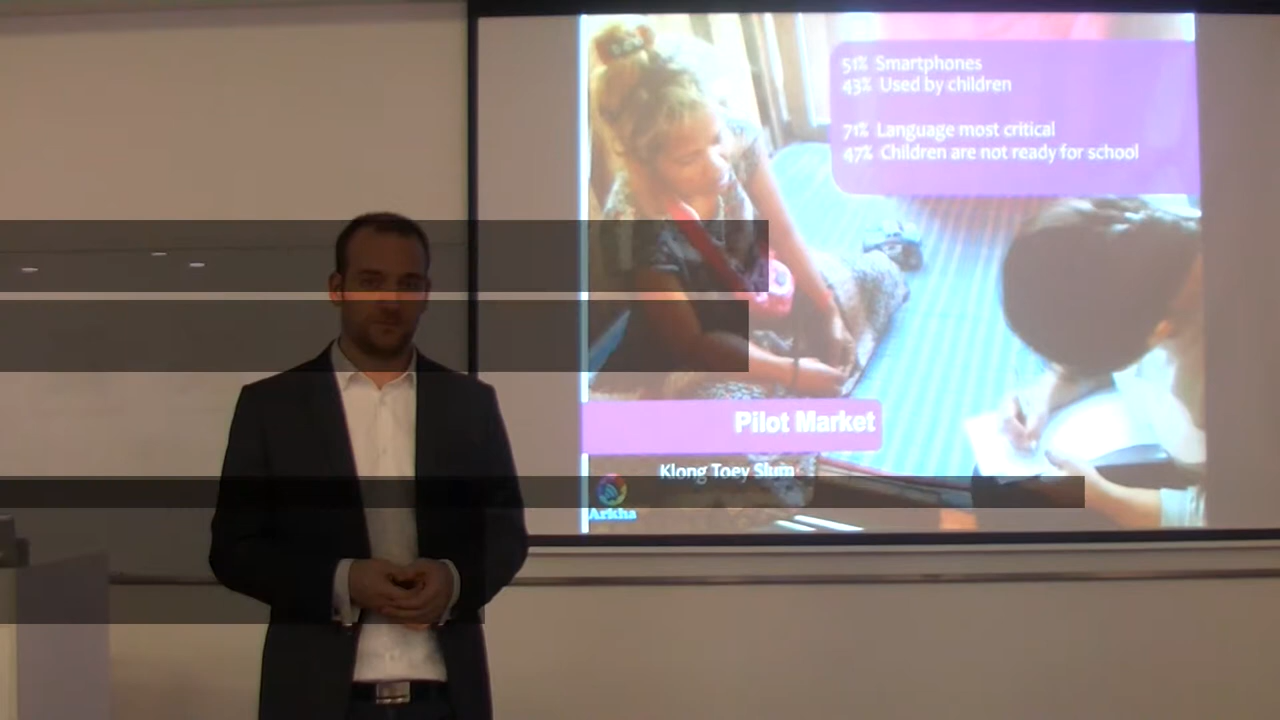 51% Smartphones
43% Used by children
71% Language most critical
47% Children are not ready for school
Pilot Market
Klong Toey Slum
Arkha